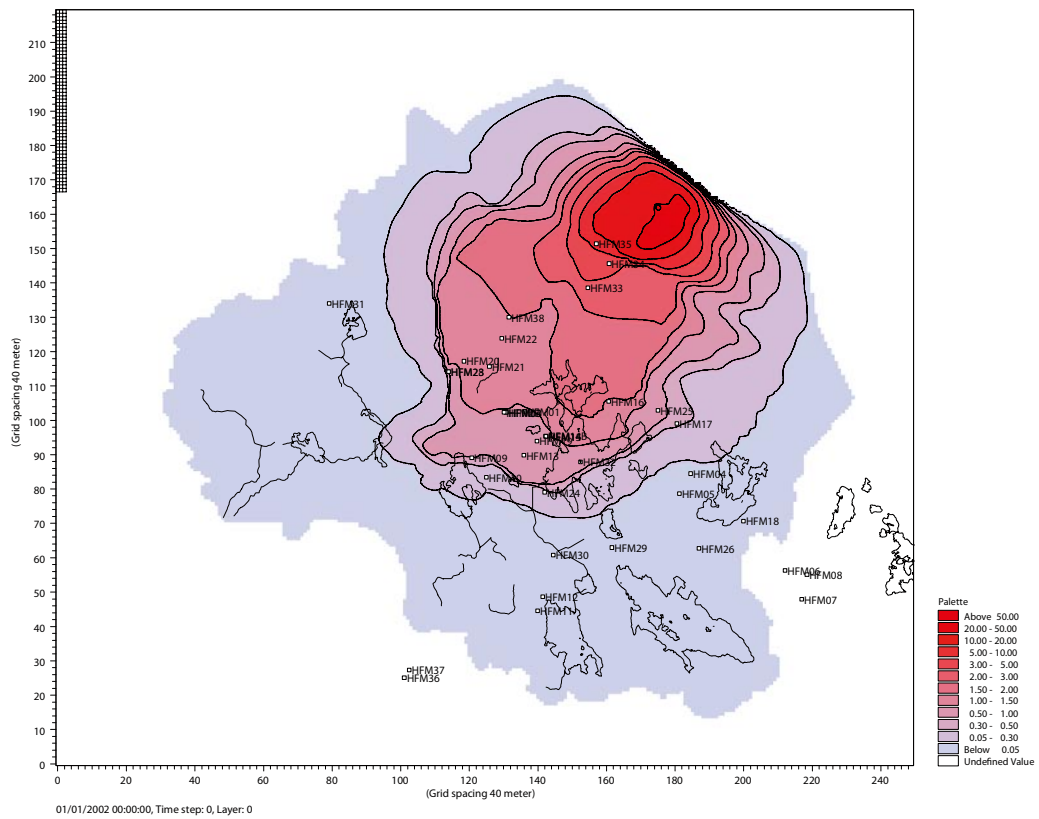 210
200
190
180
170
160
150
140
130
120
110
100
90
80
70
60
50
40
30
20
10
0
(Grid spacing 40 meter)
HFM35
HFM34
HFM33
HFM31
HFM38
HFM22
HFM20
HFM21
HFM28
HFM01
HFM16
HFM25
HFM17
HFM13
HFM09
HFM32
HFM10
HFM24
HFM04
HFM05
HFM18
HFM29
HFM26
HFM30
HFM06
HFM08
HFM07
HFM12
HFM11
HFM37
HFM36
0 20 40 60 80 100 120 140 160 180 200 220 240
(Grid spacing 40 meter)
Palette
Above 50.00
20.00 - 50.00
10.00 - 20.00
5.00 - 10.00
3.00 - 5.00
2.00 - 3.00
1.50 - 2.00
1.00 - 1.50
0.50 - 1.00
0.30 - 0.50
0.05 - 0.30
Below 0.05
Undefined Value
01/01/2002 00:00:00, Time step: 0, Layer: 0